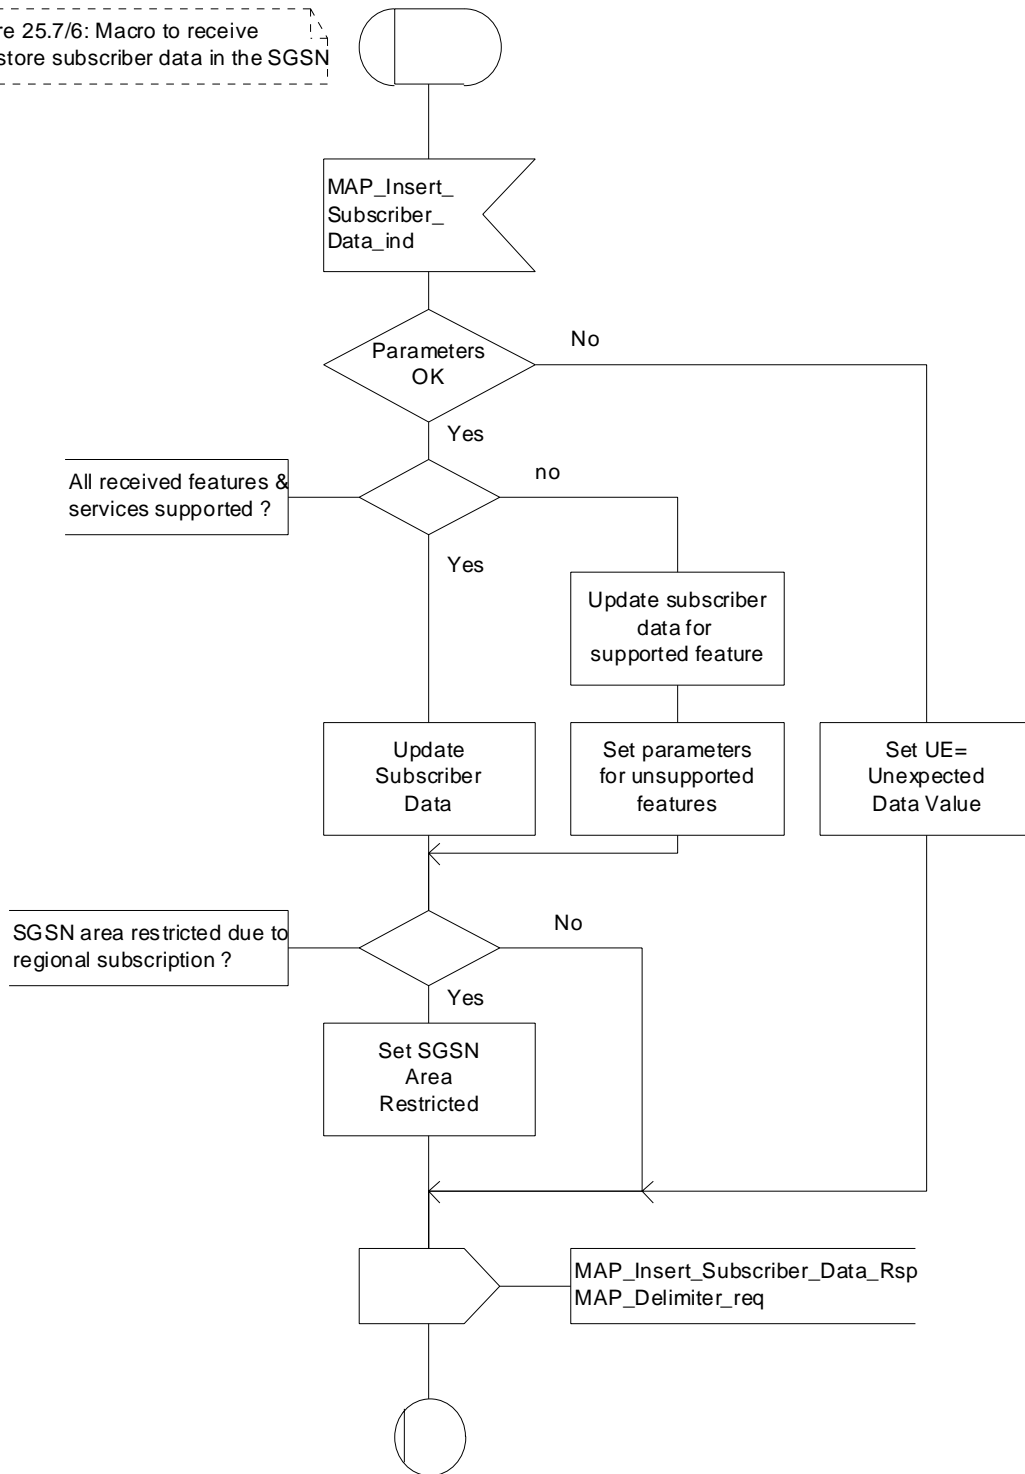 re 25.7/6: Macro to receive
store subscriber data in the SGSN
MAP_Insert_
Subscriber_
Data_ind
Parameters
OK
No
Yes
All received features &
services supported ?
no
Yes
Update subscriber
data for
supported feature
Update
Subscriber
Data
Set parameters
for unsupported
features
Set UE=
Unexpected
Data Value
SGSN area restricted due to
regional subscription ?
No
Yes
Set SGSN
Area
Restricted
MAP_Insert_Subscriber_Data_Rsp
MAP_Delimiter_req